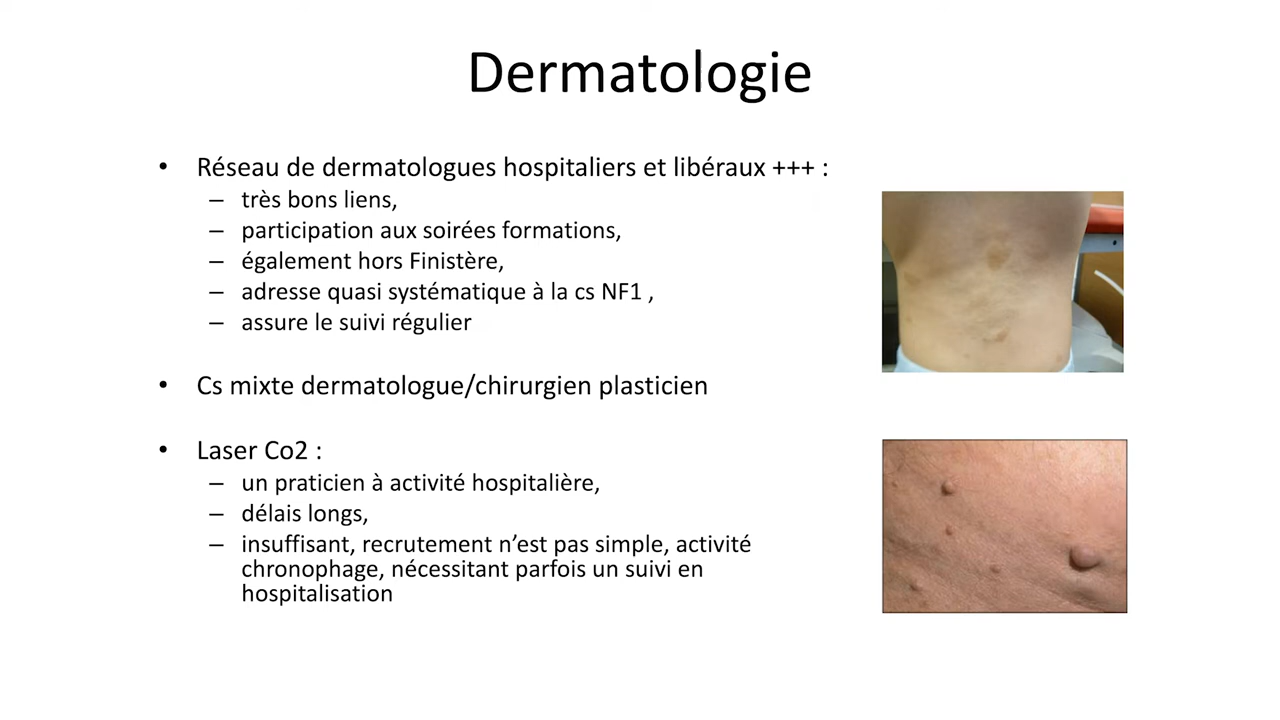 Dermatologie
• Réseau de dermatologues hospitaliers et libéraux +++ :
– très bons liens,
– participation aux soirées formations,
– également hors Finistère,
– adresse quasi systématique à la cs NF1 ,
– assure le suivi régulier
• Cs mixte dermatologue/chirurgien plasticien
• Laser Co2 :
– un praticien à activité hospitalière,
– délais longs,
– insuffisant, recrutement n’est pas simple, activité
chronophage, nécessitant parfois un suivi en
hospitalisation